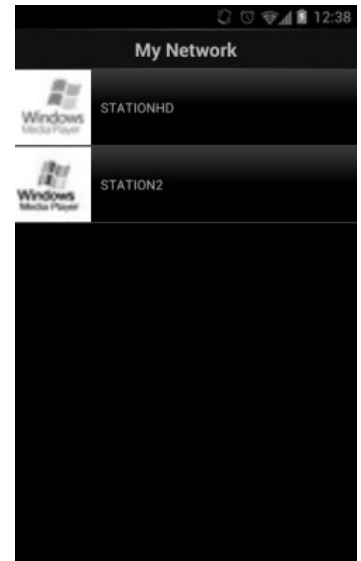 12:38
My Network
Windows
Media Player
STATIONHD
Windows
Media Player
STATION2